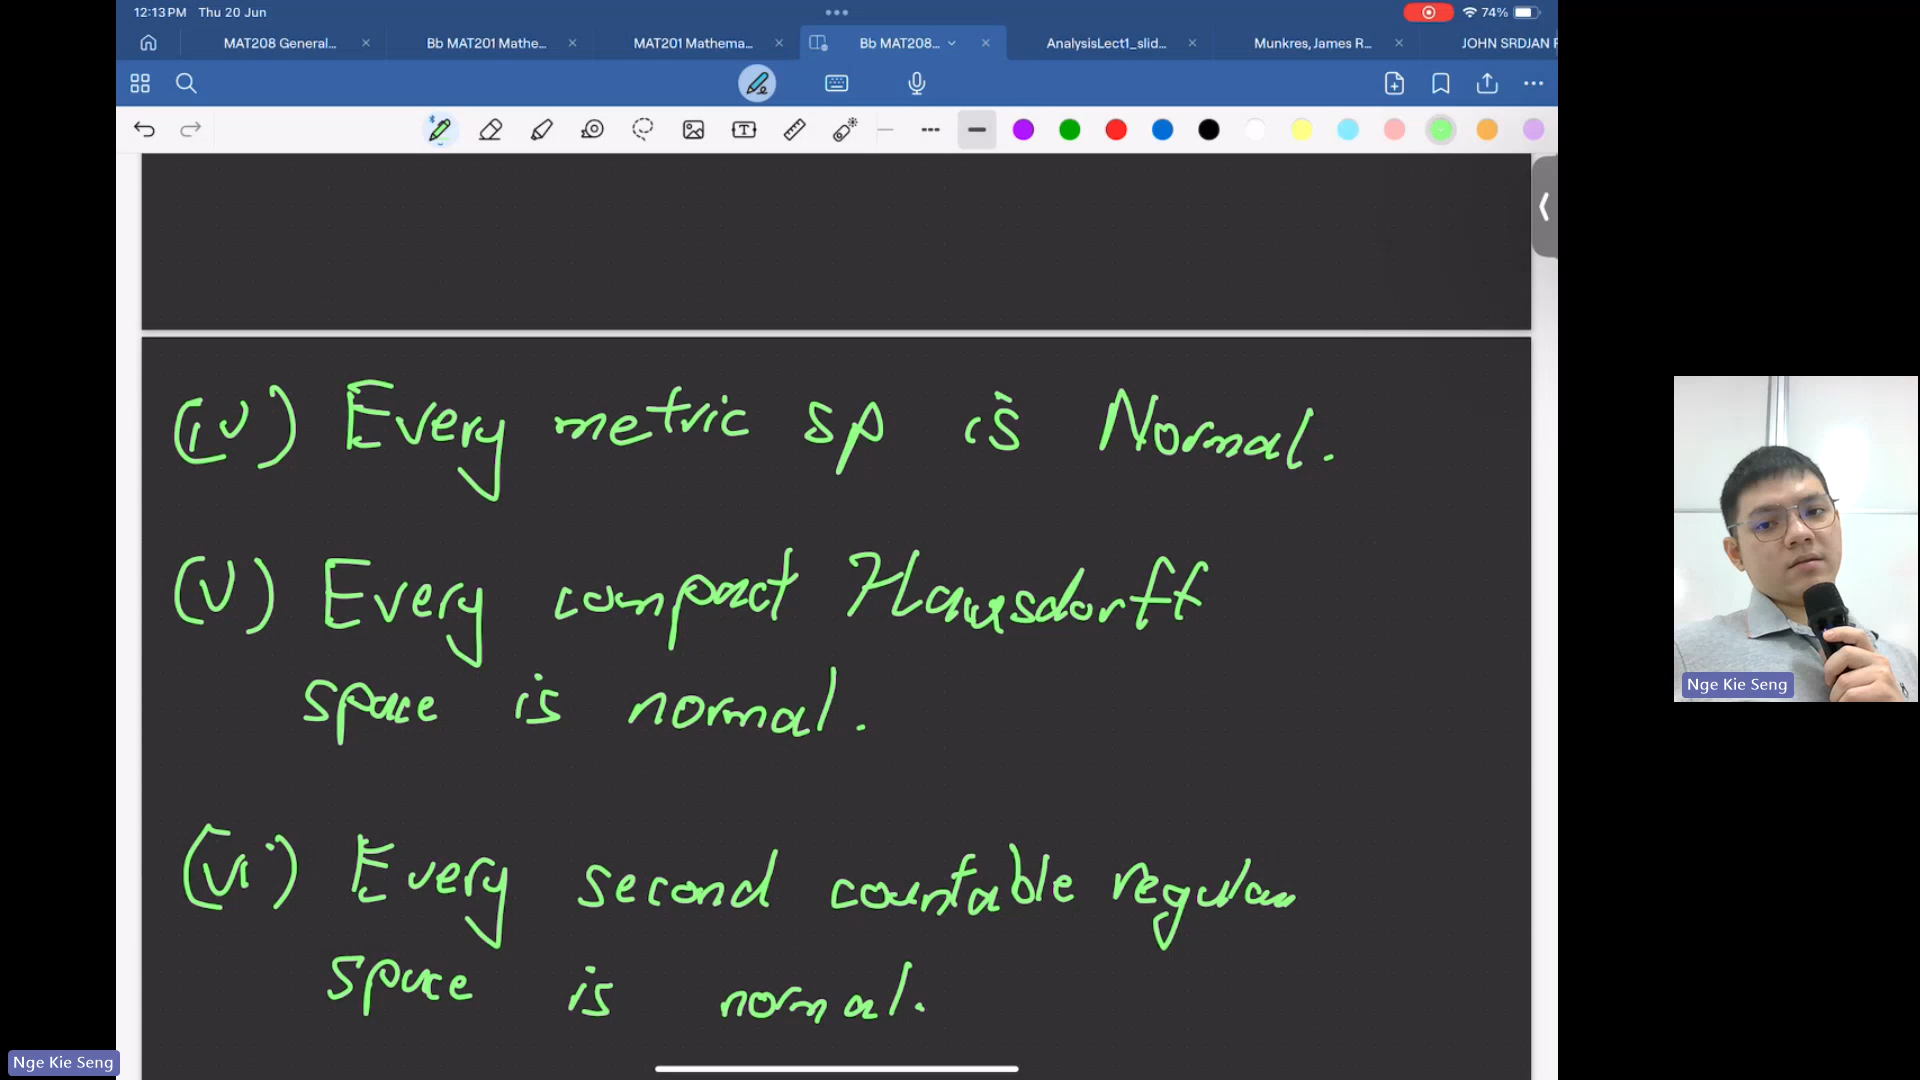 12:13 PM Thu 20 Jun
74%
MAT208 General...
Bb MAT201 Mathe...
MAT201 Mathema...
Bb MAT208...
AnalysisLect1_slid...
Munkres, James R...
JOHN SRDJAN P
(iv) Every metric sp is Normal.
(v) Every compact Hausdorff
space is normal.
(vi) Every second countable regular
space is normal.
Nge Kie Seng
Nge Kie Seng